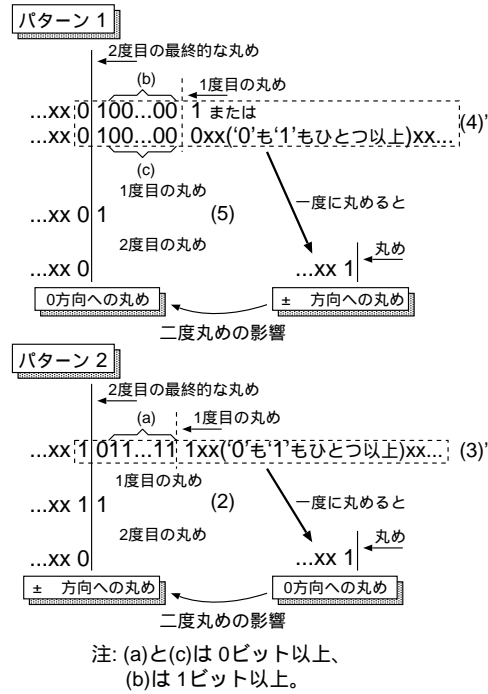 パターン 1
2度目の最終的な丸め
(b)
1度目の丸め
...xx 0 100...00 1 または
...xx 0 100...00 0xx('0'も'1'もひとつ以上)xx...
(4)'
(c)
1度目の丸め
...xx 0 1
(5)
一度に丸めると
2度目の丸め
...xx 0
...xx 1
丸め
0方向への丸め
± 方向への丸め
二度丸めの影響
パターン 2
2度目の最終的な丸め
(a)
1度目の丸め
...xx 1 011...11 1xx('0'も'1'もひとつ以上)xx... (3)'
1度目の丸め
...xx 1 1
(2)
一度に丸めると
2度目の丸め
...xx 0
...xx 1
丸め
± 方向への丸め
0方向への丸め
二度丸めの影響
注: (a)と(c)は 0ビット以上、
(b)は 1ビット以上。